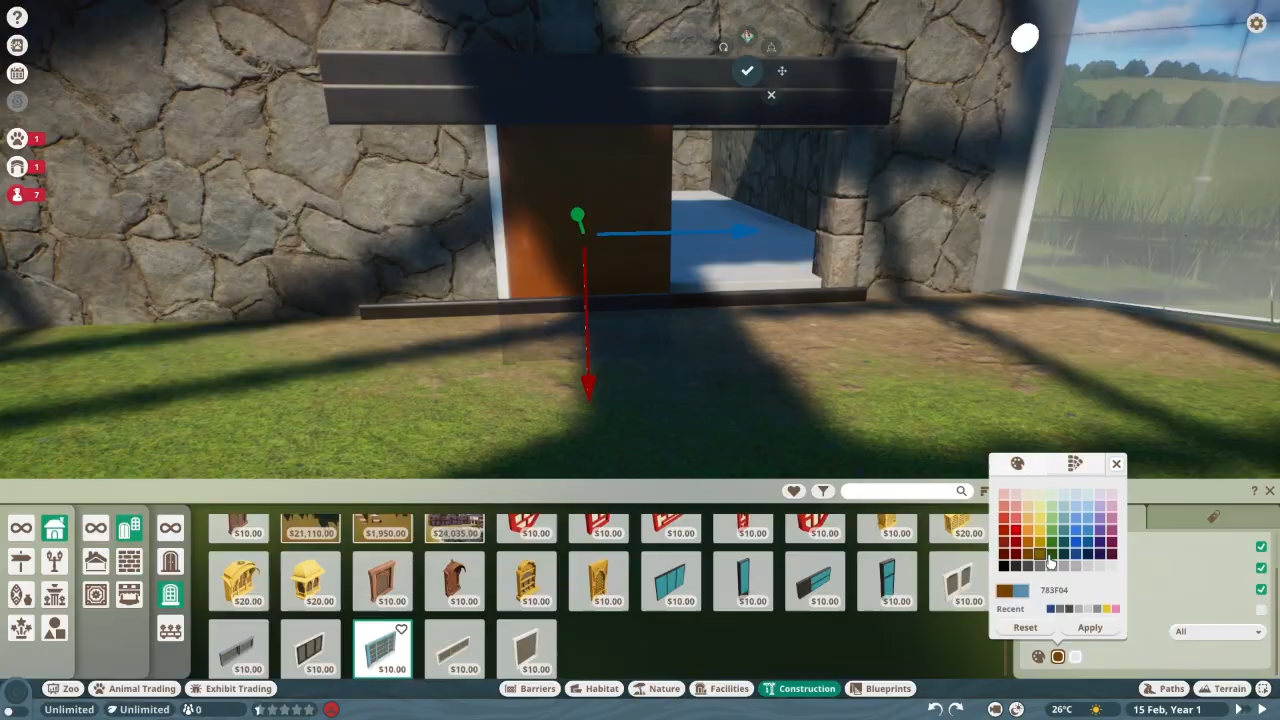 ?
1
1
7
? ✕
$10.00 $21,110.00 $1,950.00 $24,035.00 $10.00 $10.00 $10.00 $10.00 $10.00 $10.00 $20.00
$20.00 $20.00 $10.00 $10.00 $10.00 $10.00 $10.00 $10.00 $10.00 $10.00 $10.00
$10.00 $10.00 $10.00 $10.00 $10.00
783F04
Recent
Reset Apply
All
Zoo Animal Trading Exhibit Trading Barriers Habitat Nature Facilities Construction Blueprints Paths Terrain
Unlimited Unlimited 0 26°C 15 Feb, Year 1